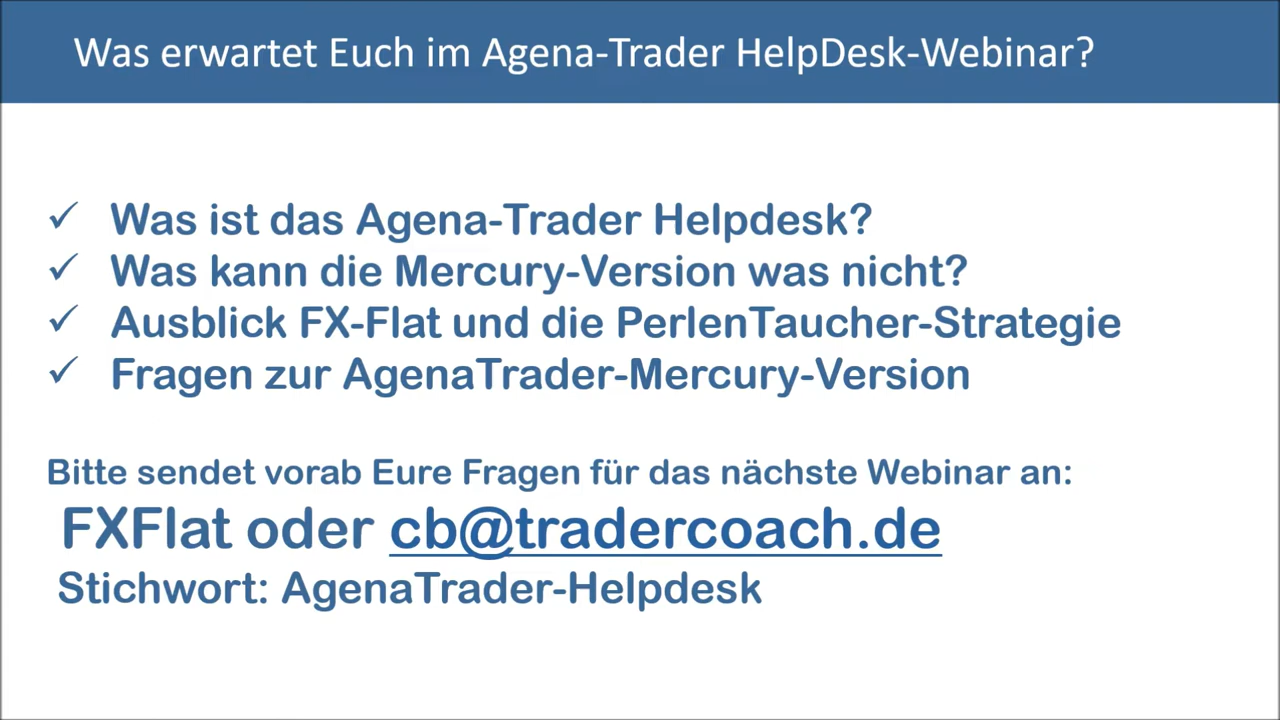 Was erwartet Euch im Agena-Trader HelpDesk-Webinar?
✓ Was ist das Agena-Trader Helpdesk?
✓ Was kann die Mercury-Version was nicht?
✓ Ausblick FX-Flat und die PerlenTaucher-Strategie
✓ Fragen zur AgenaTrader-Mercury-Version
Bitte sendet vorab Eure Fragen für das nächste Webinar an:
FXFlat oder cb@tradercoach.de
Stichwort: AgenaTrader-Helpdesk